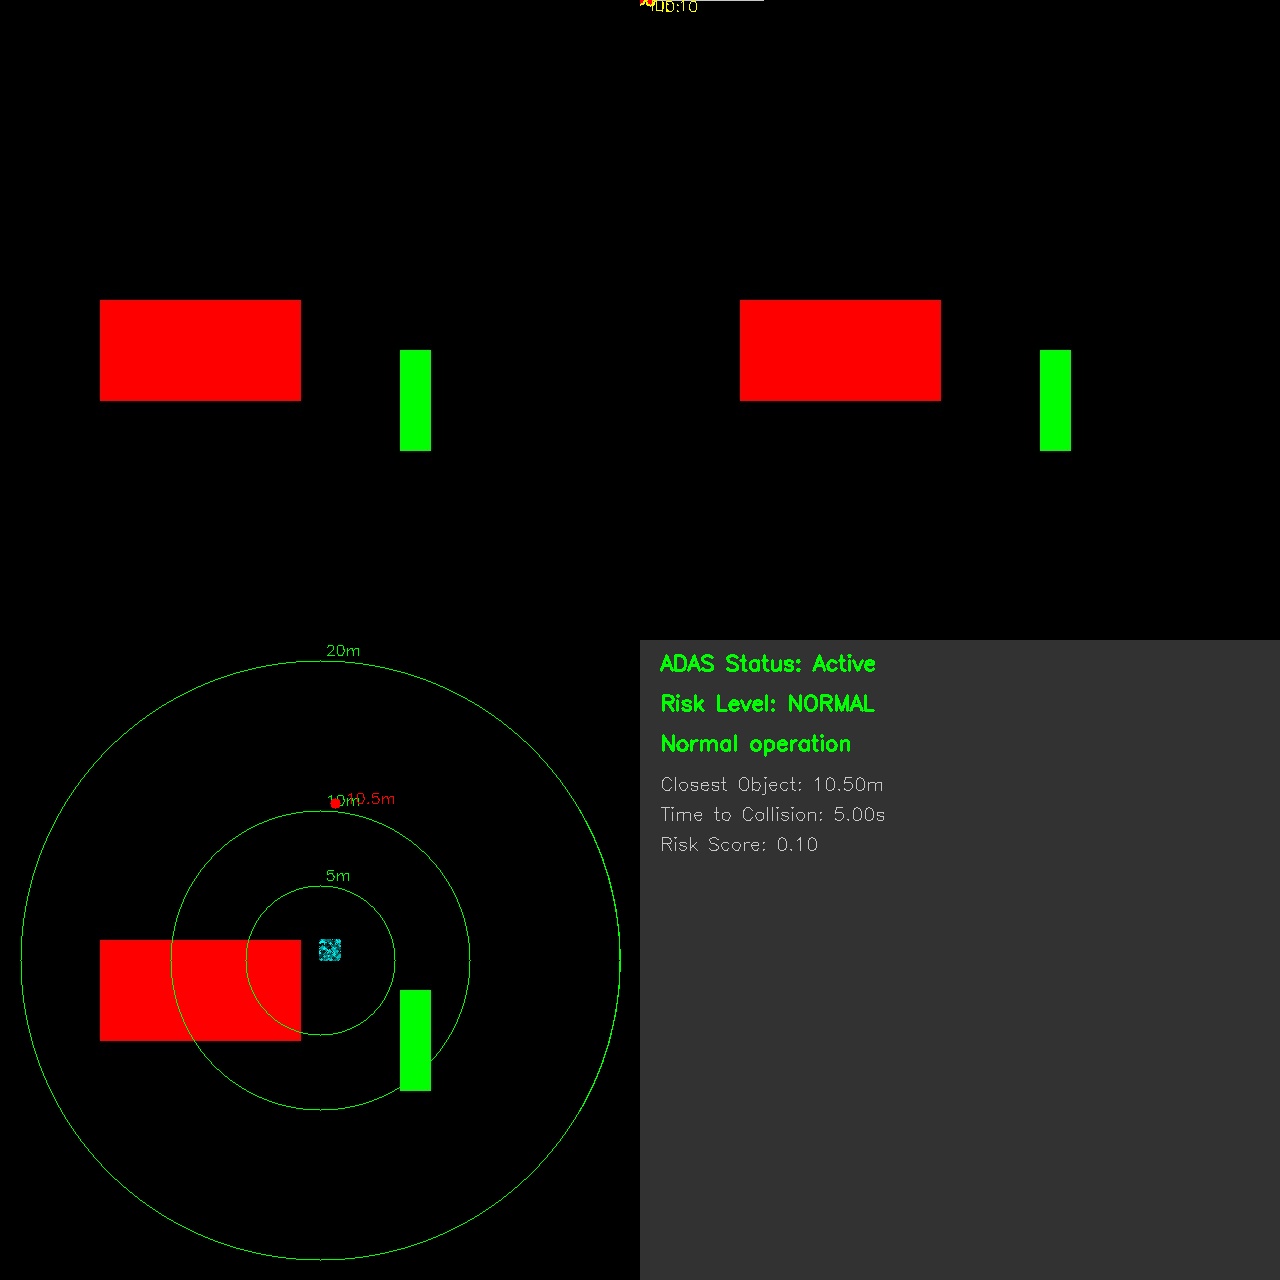 20m
10m
10.5m
5m
ADAS Status: Active
Risk Level: NORMAL
Normal operation
Closest Object: 10.50m
Time to Collision: 5.00s
Risk Score: 0.10